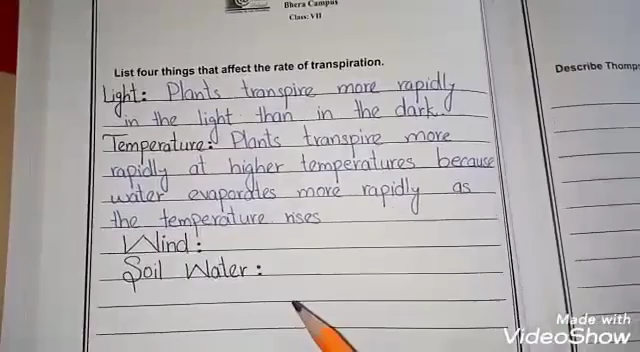 Bhera Campus
Class: VII
List four things that affect the rate of transpiration.
Light: Plants transpire more rapidly
in the light than in the dark.
Temperature: Plants transpire more
rapidly at higher temperatures because
water evaporates more rapidly as
the temperature rises
Wind:
Soil Water:
Describe Thomps
Made with
VideoShow